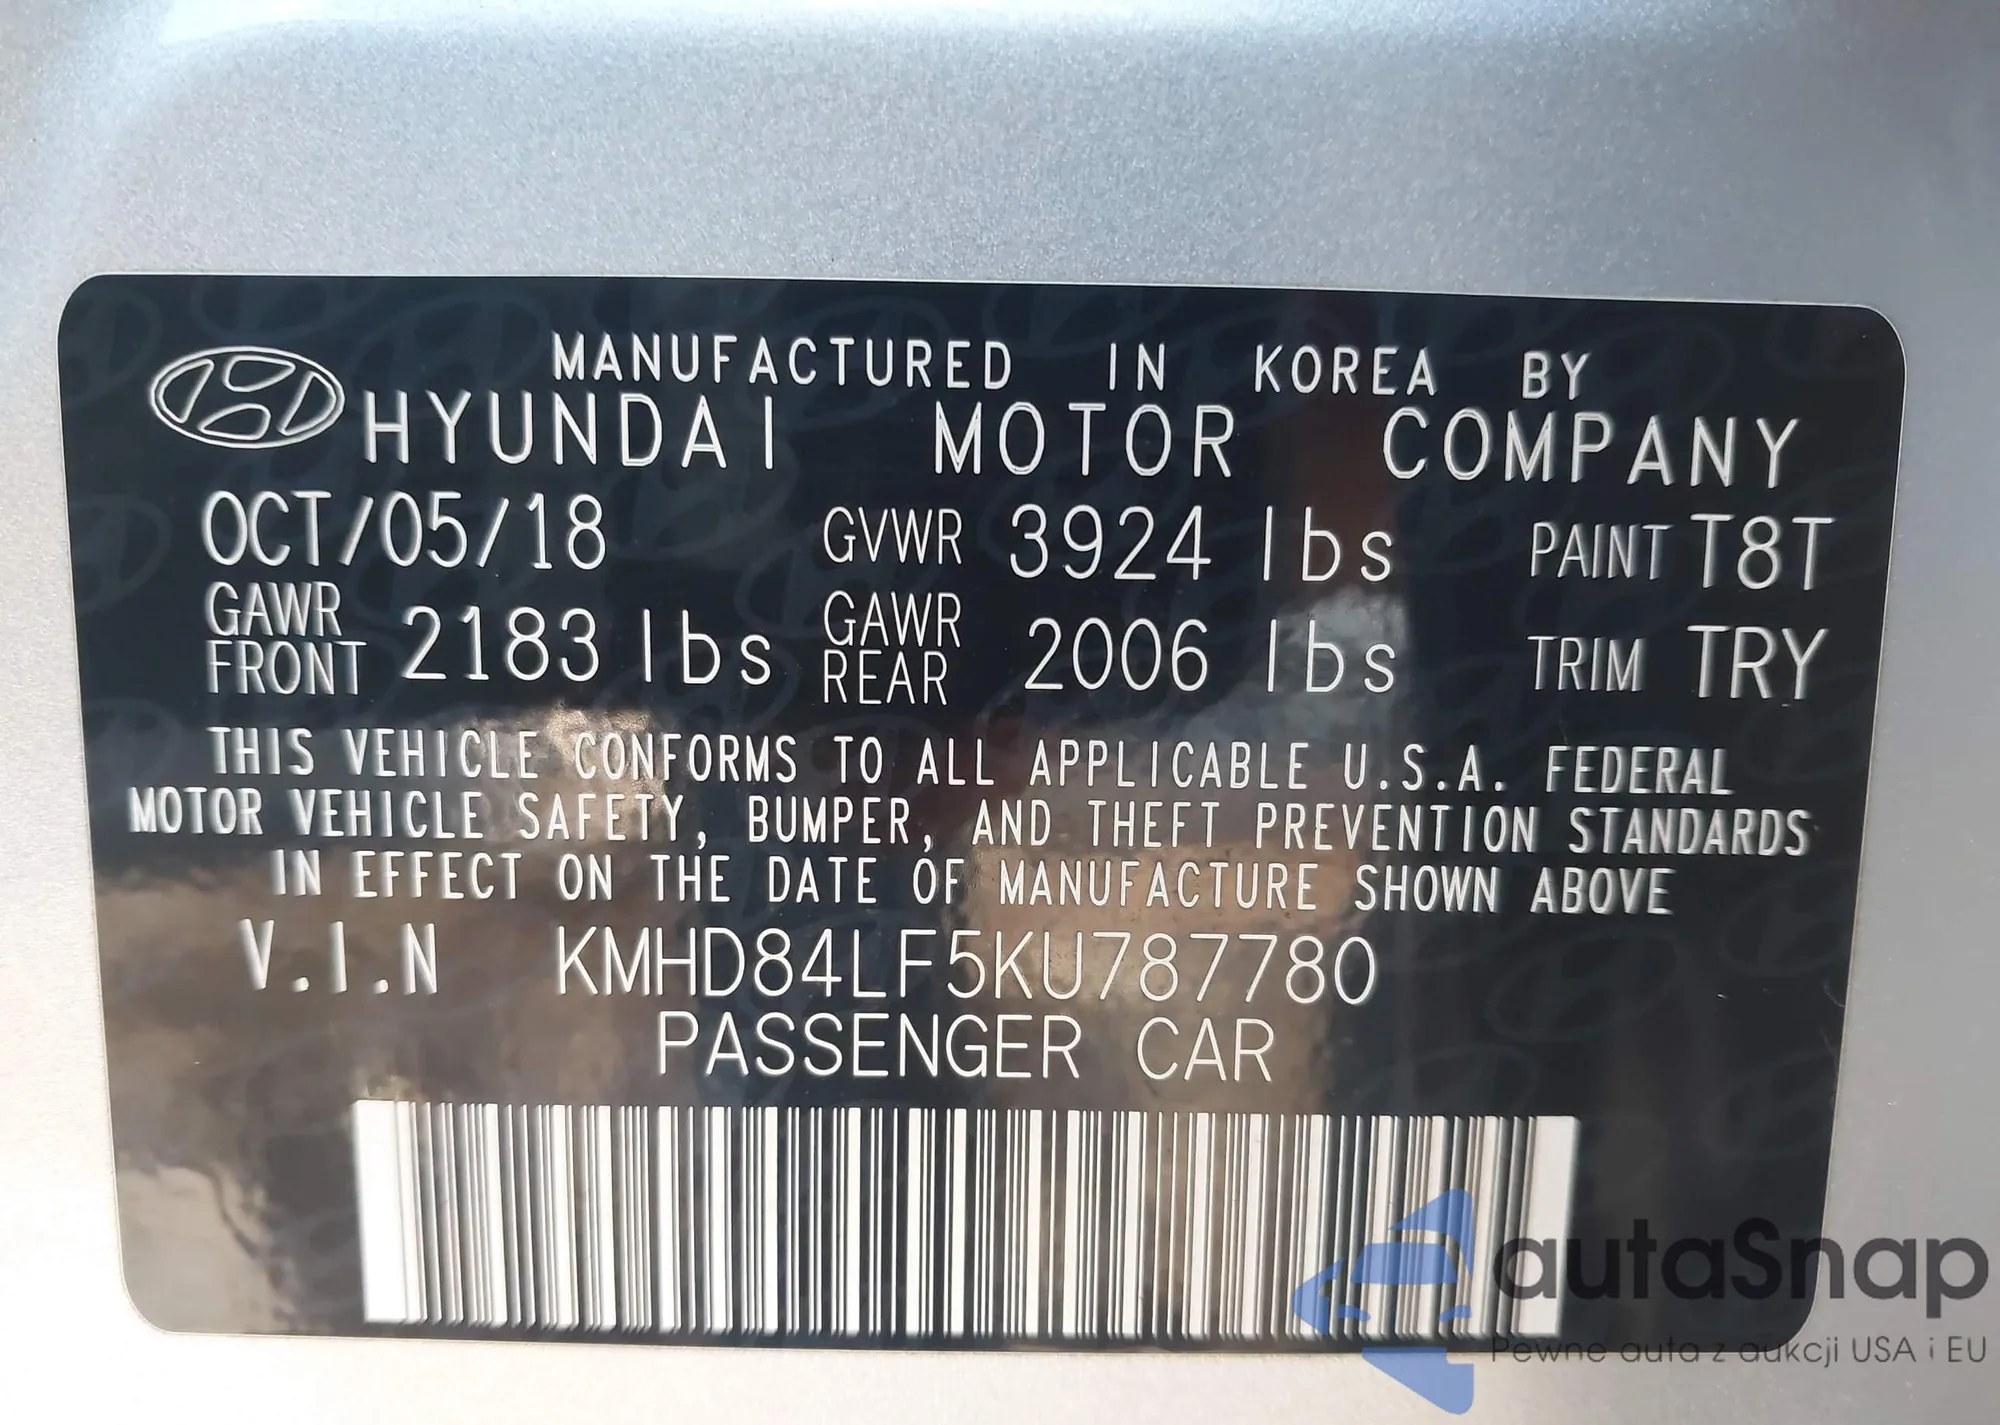 MANUFACTURED IN KOREA BY
HYUNDAI MOTOR COMPANY
OCT/05/18 GVWR 3924 lbs PAINT T8T
GAWR FRONT 2183 lbs GAWR REAR 2006 lbs TRIM TRY
THIS VEHICLE CONFORMS TO ALL APPLICABLE U.S.A. FEDERAL
MOTOR VEHICLE SAFETY, BUMPER, AND THEFT PREVENTION STANDARDS
IN EFFECT ON THE DATE OF MANUFACTURE SHOWN ABOVE
V.I.N KMHD84LF5KU787780
PASSENGER CAR
autaSnap
Pewne auta z aukcji USA i EU